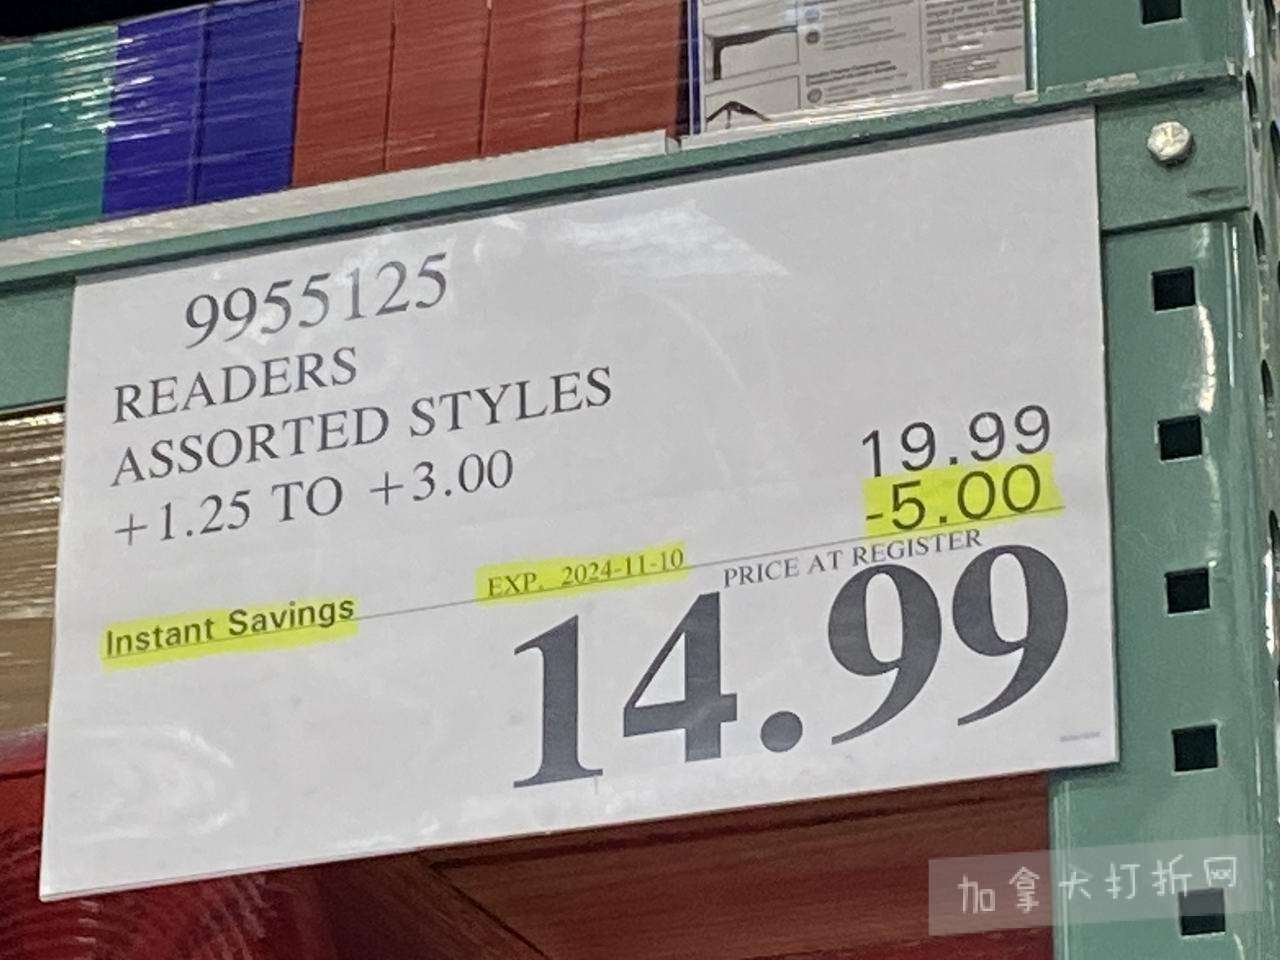 9955125
READERS
ASSORTED STYLES
+1.25 TO +3.00
19.99
-5.00
EXP. 2024-11-10
PRICE AT REGISTER
Instant Savings
14.99
加拿大打折网